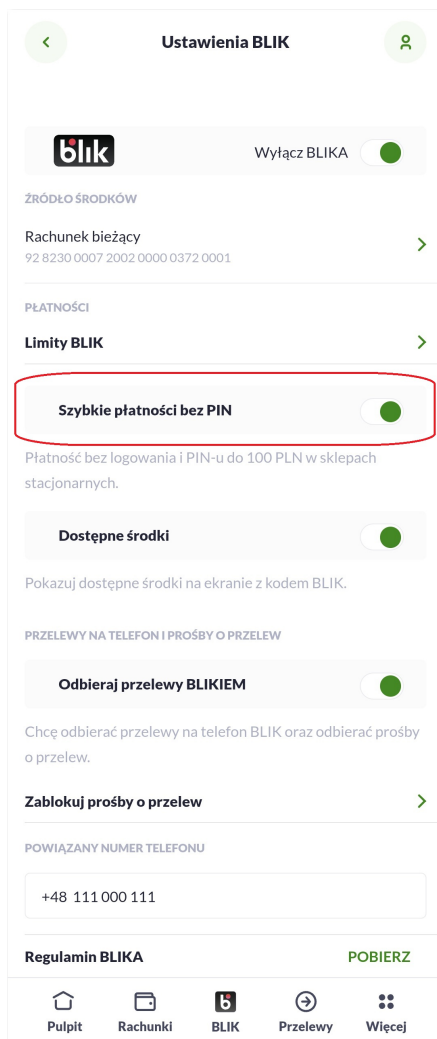 Ustawienia BLIK
blik
Wyłącz BLIKA
ŹRÓDŁO ŚRODKÓW
Rachunek bieżący
92 8230 0007 2002 0000 0372 0001
PŁATNOŚCI
Limity BLIK
Szybkie płatności bez PIN
Płatność bez logowania i PIN-u do 100 PLN w sklepach
stacjonarnych.
Dostępne środki
Pokazuj dostępne środki na ekranie z kodem BLIK.
PRZELEWY NA TELEFON I PROŚBY O PRZELEW
Odbieraj przelewy BLIKIEM
Chcę odbierać przelewy na telefon BLIK oraz odbierać prośby
o przelew.
Zablokuj prośby o przelew
POWIĄZANY NUMER TELEFONU
+48 111 000 111
Regulamin BLIKA
POBIERZ
Pulpit
Rachunki
BLIK
Przelewy
Więcej